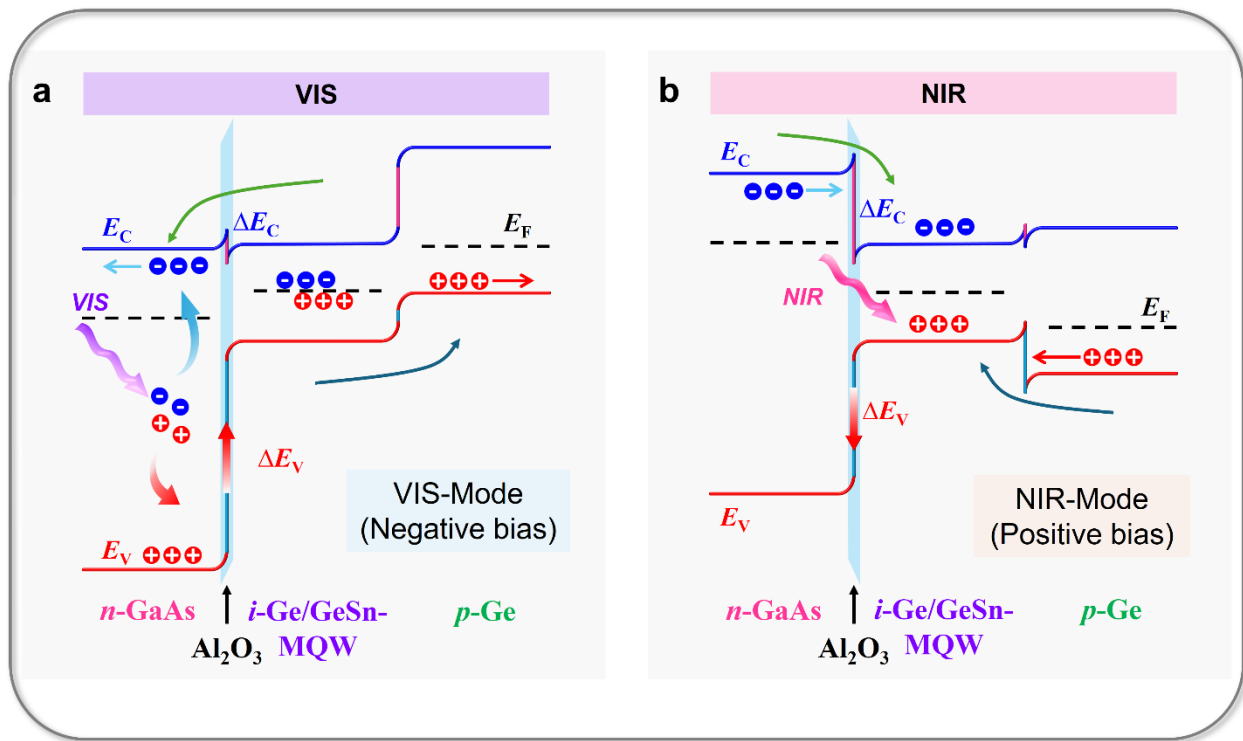 a
VIS
E_C
ΔE_C
E_F
VIS
ΔE_V
VIS-Mode
(Negative bias)
E_V
n-GaAs
i-Ge/GeSn-
MQW
p-Ge
Al₂O₃
b
NIR
E_C
ΔE_C
NIR
E_F
ΔE_V
E_V
NIR-Mode
(Positive bias)
n-GaAs
i-Ge/GeSn-
MQW
p-Ge
Al₂O₃